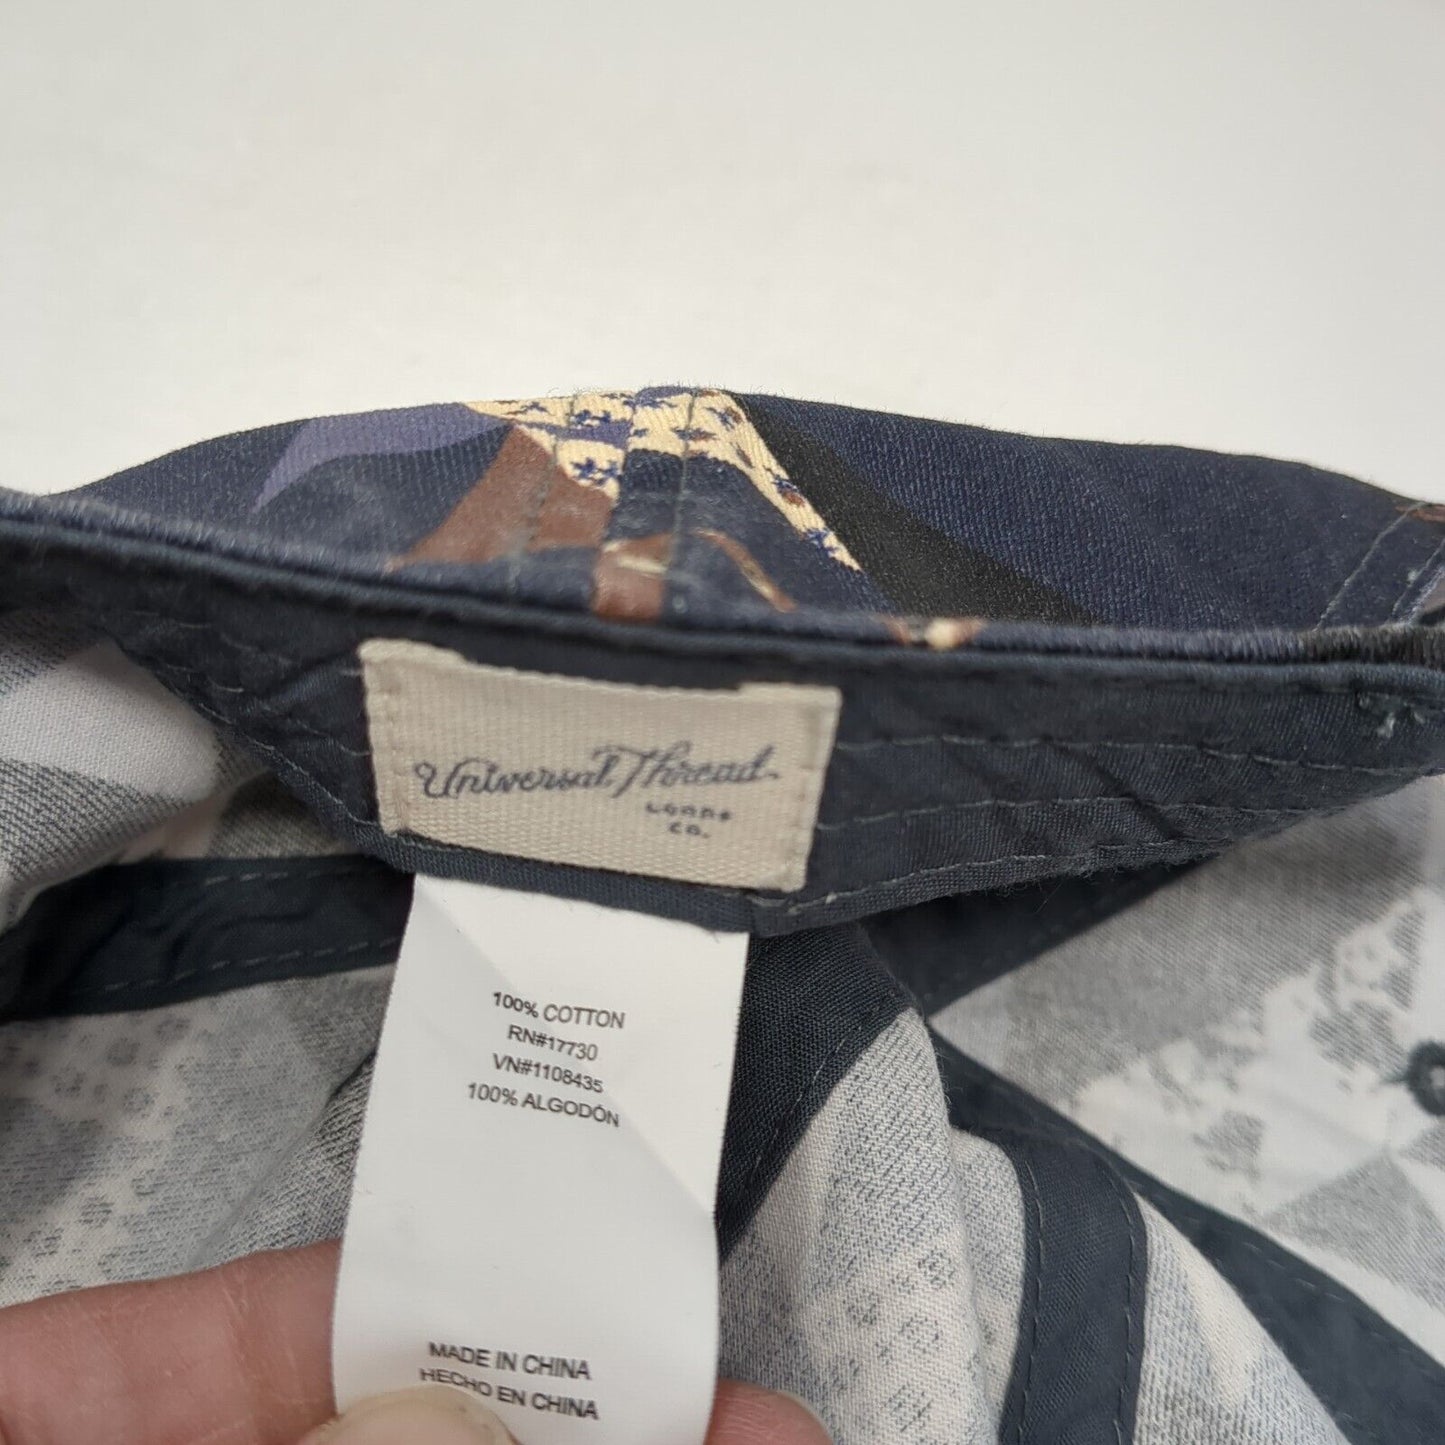 Universal Thread
GOODS
CO.
100% COTTON
RN#17730
VN#1108435
100% ALGODÓN
MADE IN CHINA
HECHO EN CHINA